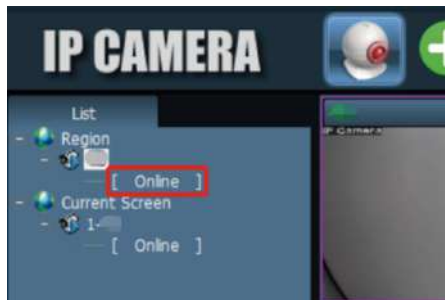 IP CAMERA
List
Region
[ Online ]
Current Screen
1-
[ Online ]
IP Camera